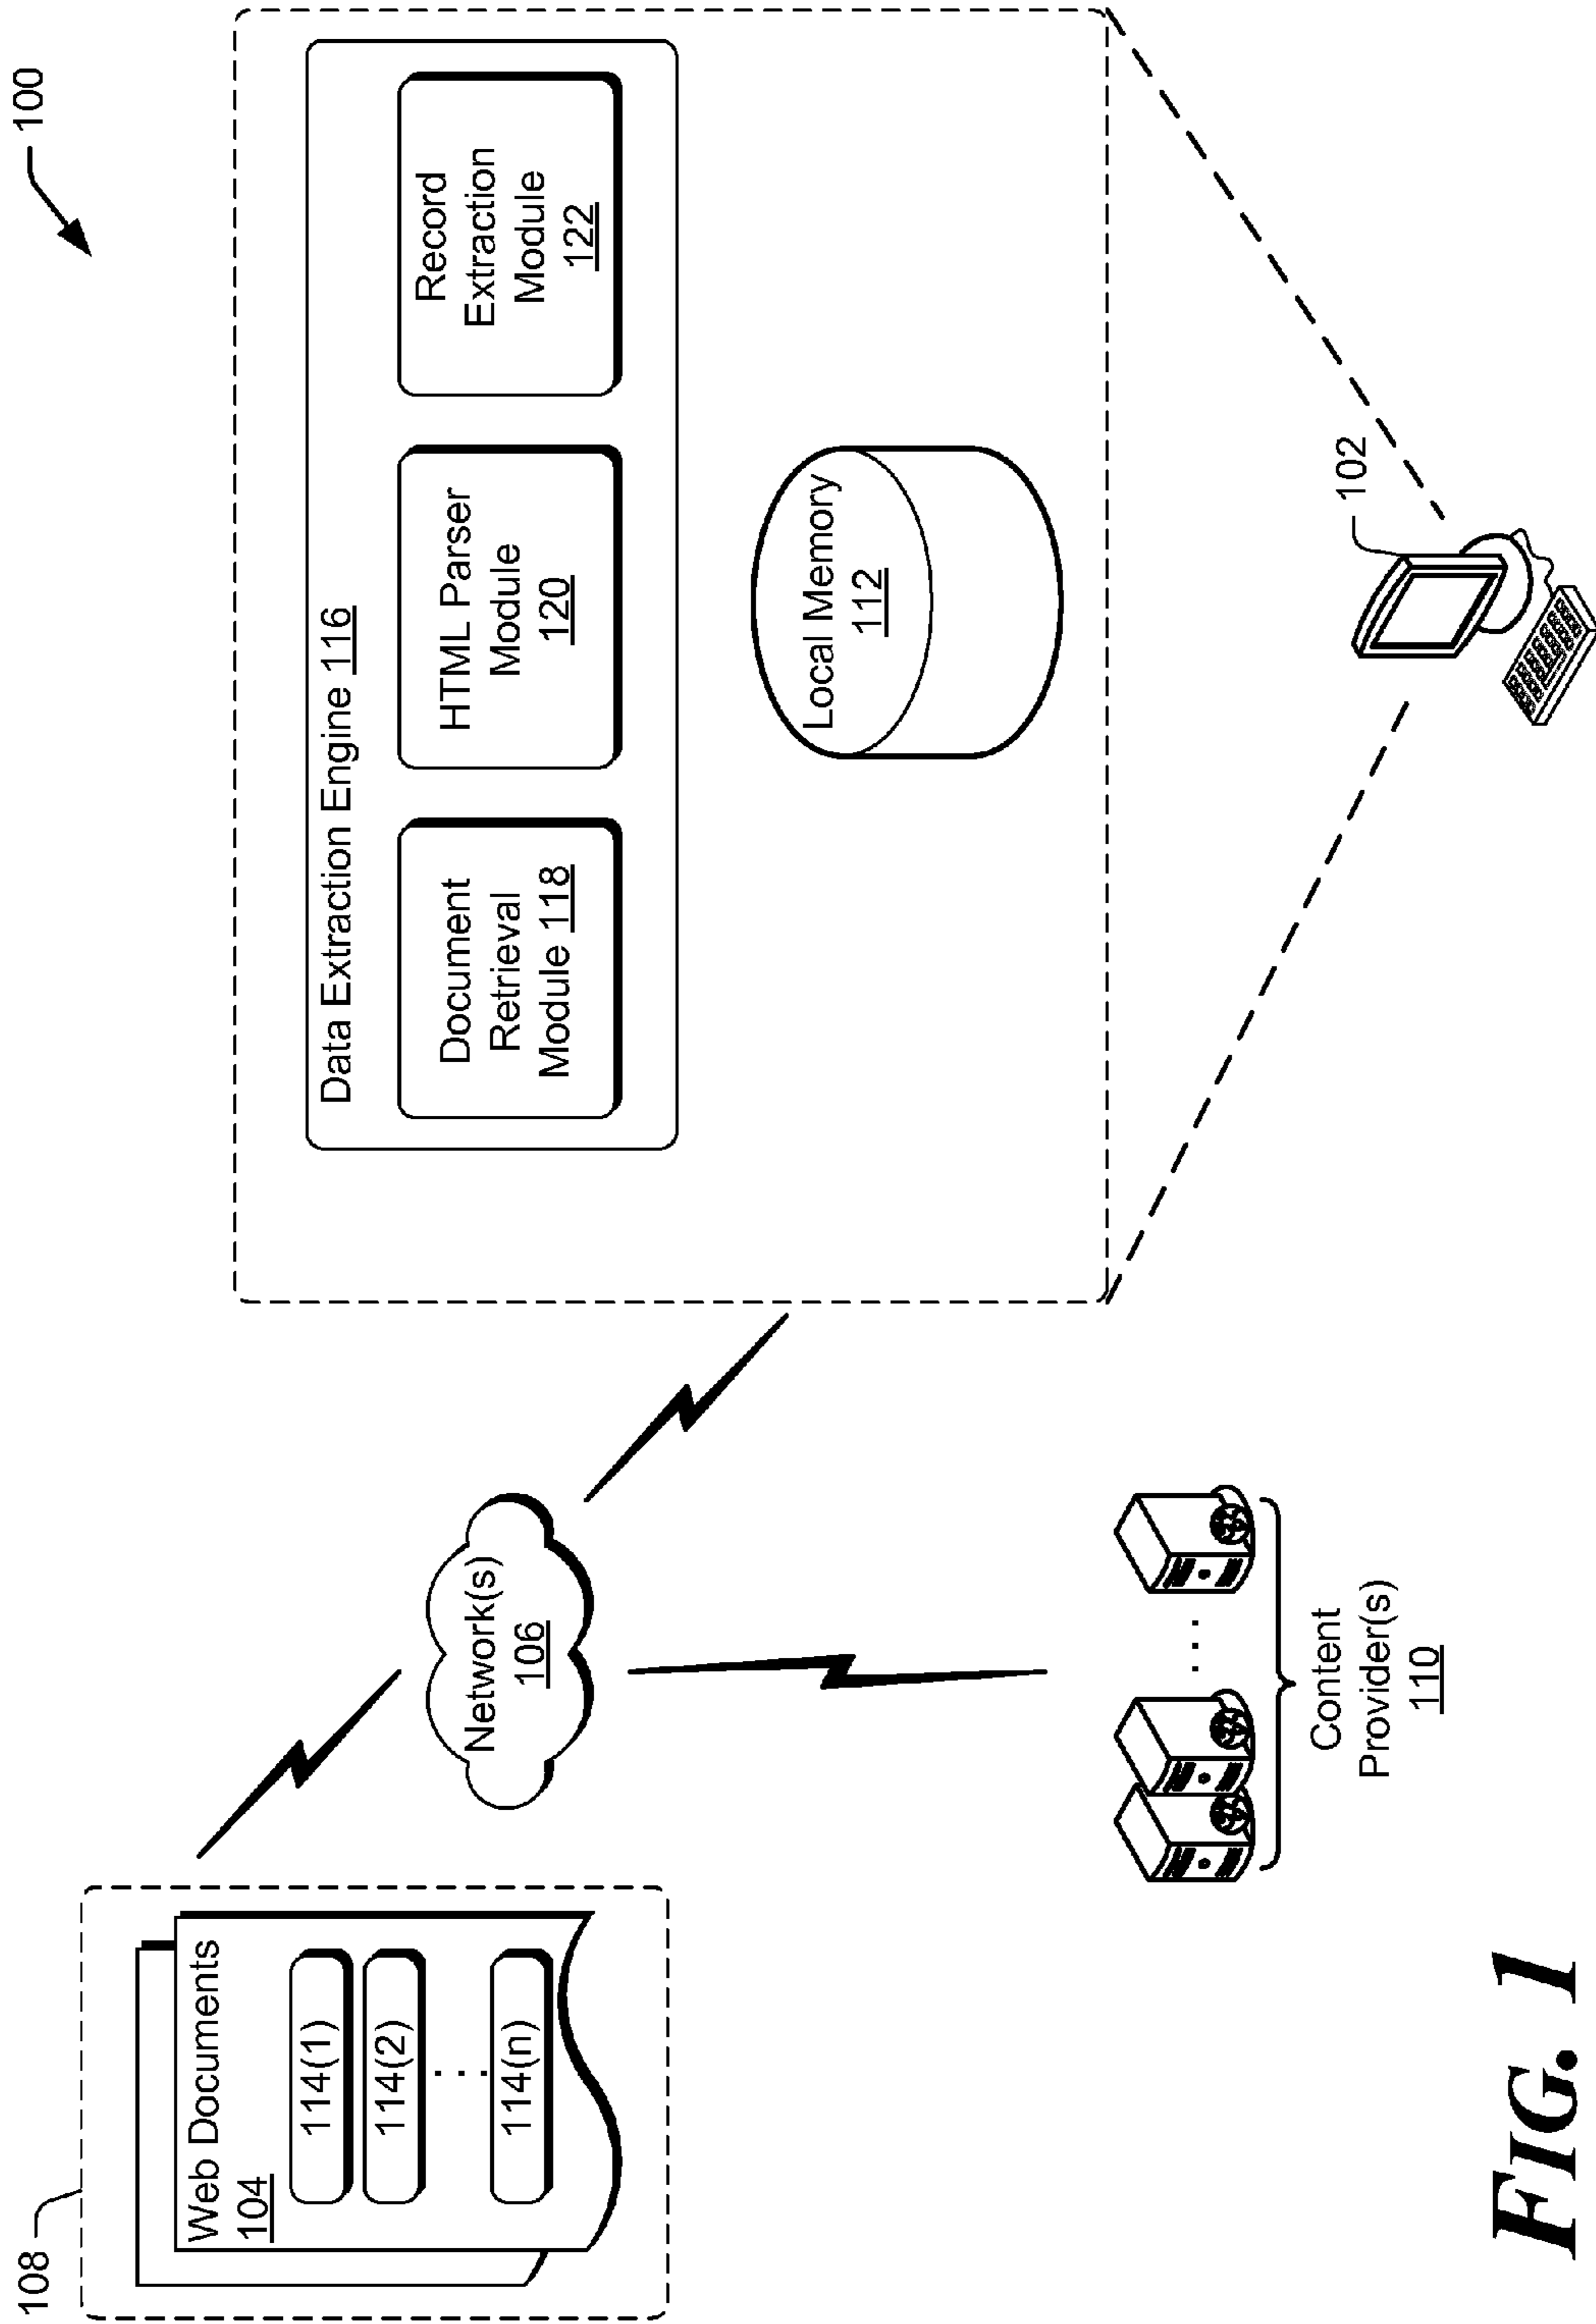 100
108
Web Documents
104
114(1)
114(2)
...
114(n)
Network(s)
106
Content
Provider(s)
110
Data Extraction Engine 116
Document
Retrieval
Module 118
HTML Parser
Module
120
Record
Extraction
Module
122
Local Memory
112
102
...
FIG. 1